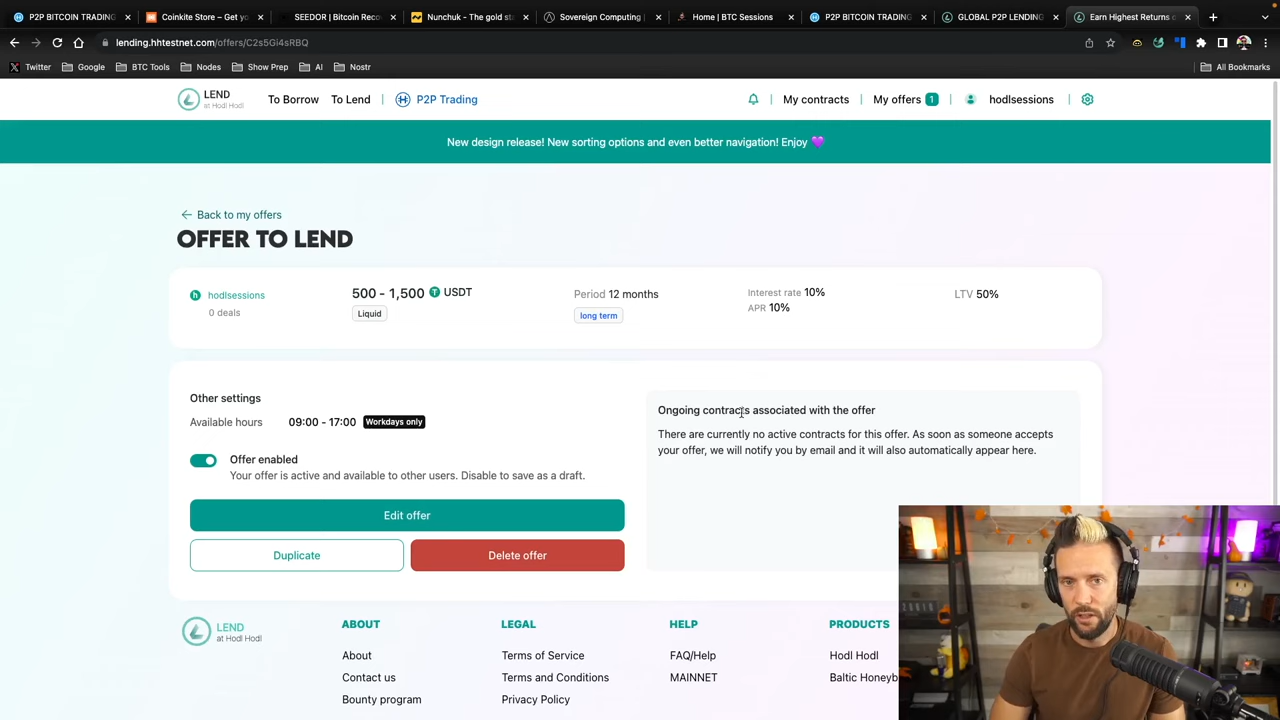 P2P BITCOIN TRADING
Coinkite Store – Get yo
SEEDOR | Bitcoin Reco
Nunchuk - The gold st
Sovereign Computing |
Home | BTC Sessions
P2P BITCOIN TRADING
GLOBAL P2P LENDING
Earn Highest Returns o
lending.hhtestnet.com/offers/C2s5Gi4sRBQ
Twitter
Google
BTC Tools
Nodes
Show Prep
AI
Nostr
All Bookmarks
LEND
at Hodl Hodl
To Borrow
To Lend
P2P Trading
My contracts
My offers 1
hodlsessions
New design release! New sorting options and even better navigation! Enjoy 💜
← Back to my offers
OFFER TO LEND
h hodlsessions
0 deals
500 - 1,500 USDT
Liquid
Period 12 months
long term
Interest rate 10%
APR 10%
LTV 50%
Other settings
Available hours 09:00 - 17:00 Workdays only
Offer enabled
Your offer is active and available to other users. Disable to save as a draft.
Edit offer
Duplicate
Delete offer
Ongoing contracts associated with the offer
There are currently no active contracts for this offer. As soon as someone accepts
your offer, we will notify you by email and it will also automatically appear here.
LEND
at Hodl Hodl
ABOUT
About
Contact us
Bounty program
LEGAL
Terms of Service
Terms and Conditions
Privacy Policy
HELP
FAQ/Help
MAINNET
PRODUCTS
Hodl Hodl
Baltic Honeyb